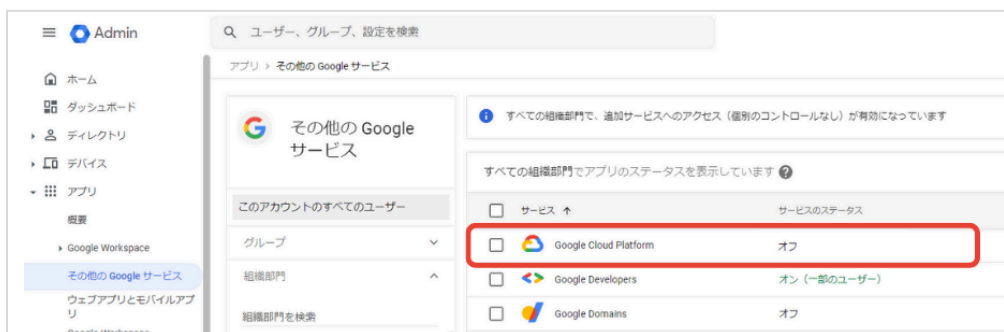 Admin
ユーザー、グループ、設定を検索
アプリ > その他の Google サービス
ホーム
ダッシュボード
ディレクトリ
デバイス
アプリ
概要
Google Workspace
その他の Google サービス
ウェブアプリとモバイルアプ
リ
Google Workspace
その他の Google
サービス
このアカウントのすべてのユーザー
グループ
組織部門
組織部門を検索
すべての組織部門で、追加サービスへのアクセス（個別のコントロールなし）が有効になっています
すべての組織部門でアプリのステータスを表示しています
サービス ↑ サービスのステータス
Google Cloud Platform オフ
Google Developers オン（一部のユーザー）
Google Domains オフ